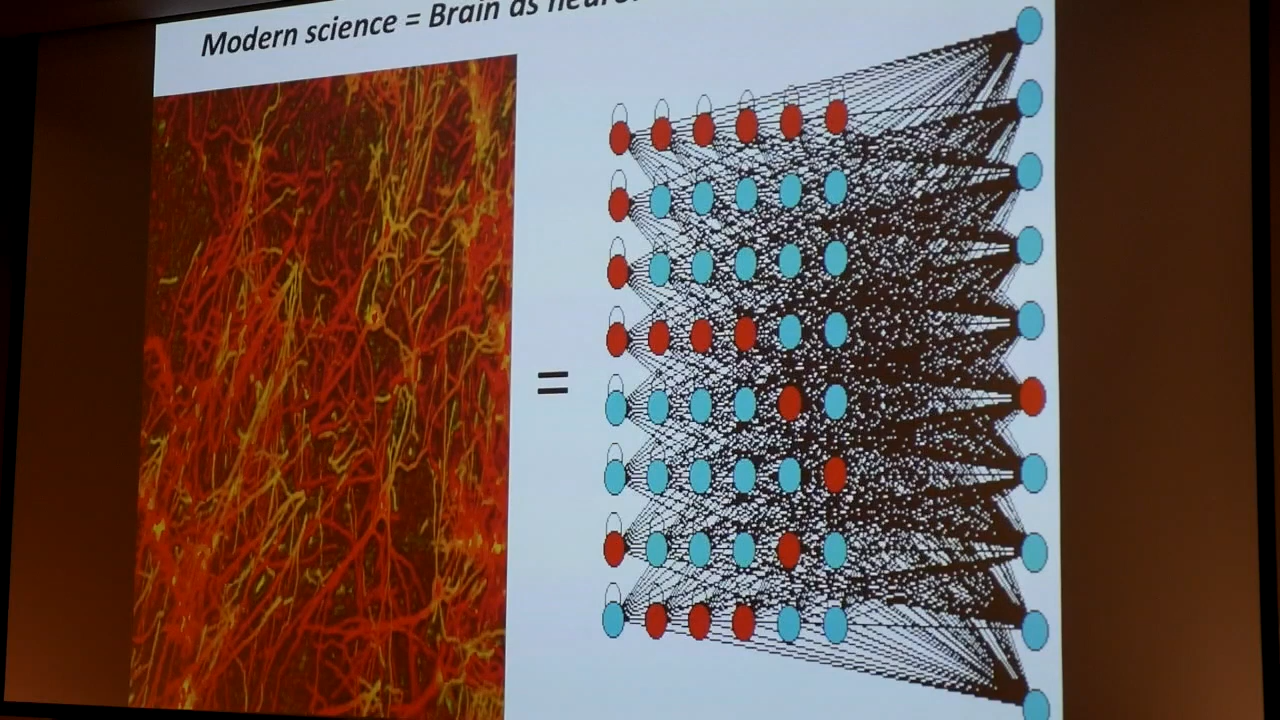 Modern science = Brain as
=